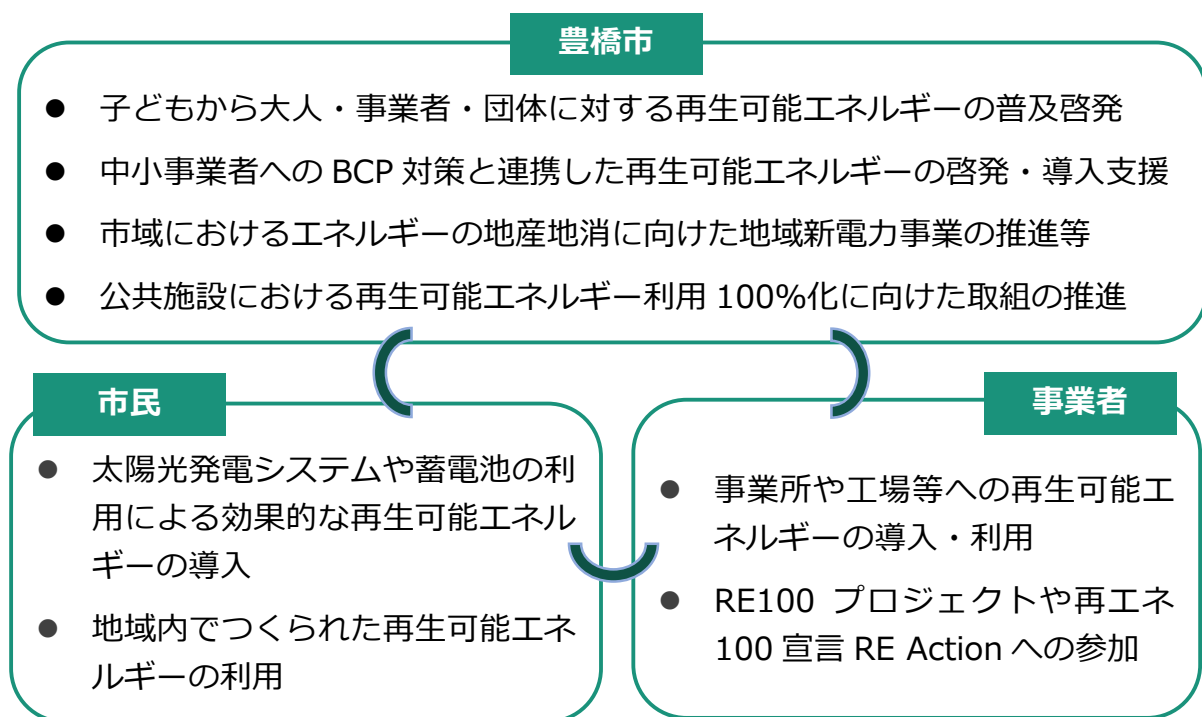 豊橋市
● 子どもから大人・事業者・団体に対する再生可能エネルギーの普及啓発
● 中小事業者への BCP 対策と連携した再生可能エネルギーの啓発・導入支援
● 市域におけるエネルギーの地産地消に向けた地域新電力事業の推進等
● 公共施設における再生可能エネルギー利用 100%化に向けた取組の推進
市民
● 太陽光発電システムや蓄電池の利
用による効果的な再生可能エネル
ギーの導入
● 地域内でつくられた再生可能エネ
ルギーの利用
事業者
● 事業所や工場等への再生可能エ
ネルギーの導入・利用
● RE100 プロジェクトや再エネ
100 宣言 RE Action への参加